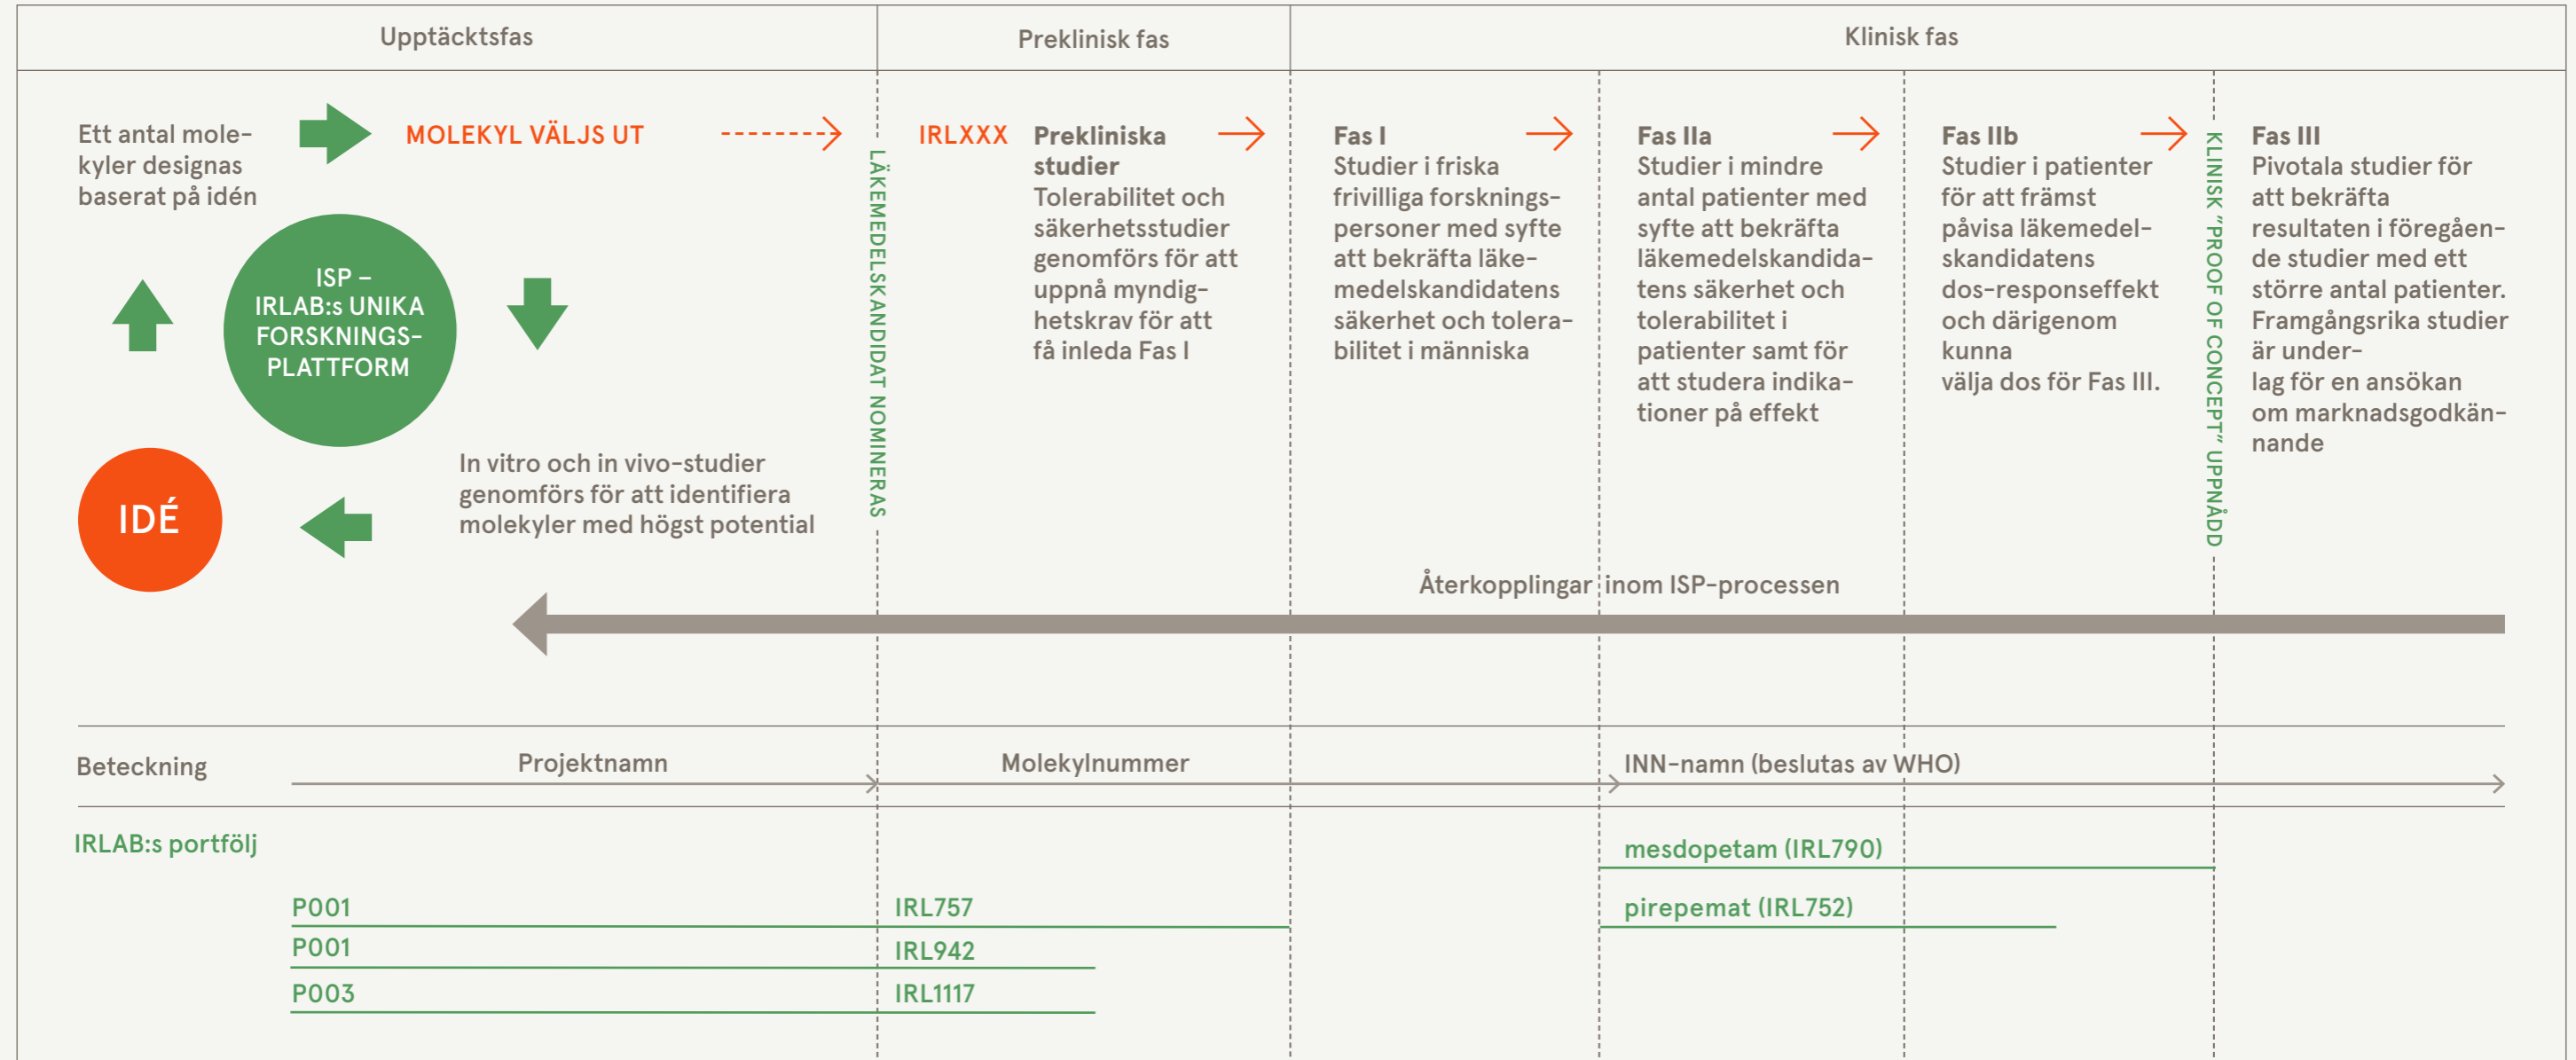 Upptäcktsfas
Preklinisk fas
Klinisk fas
Ett antal mole-
kyler designas
baserat på idén
MOLEKYL VÄLJS UT
ISP –
IRLAB:s UNIKA
FORSKNINGS-
PLATTFORM
IDÉ
In vitro och in vivo-studier
genomförs för att identifiera
molekyler med högst potential
LÄKEMEDELSKANDIDAT NOMINERAS
IRLXXX
Prekliniska
studier
Tolerabilitet och
säkerhetsstudier
genomförs för att
uppnå myndig-
hetskrav för att
få inleda Fas I
Fas I
Studier i friska
frivilliga forsknings-
personer med syfte
att bekräfta läke-
medelskandidatens
säkerhet och tolera-
bilitet i människa
Fas IIa
Studier i mindre
antal patienter med
syfte att bekräfta
läkemedelskandida-
tens säkerhet och
tolerabilitet i
patienter samt för
att studera indika-
tioner på effekt
Fas IIb
Studier i patienter
för att främst
påvisa läkemedel-
skandidatens
dos-responseffekt
och därigenom
kunna
välja dos för Fas III.
KLINISK "PROOF OF CONCEPT" UPPNÅDD
Fas III
Pivotala studier för
att bekräfta
resultaten i föregåen-
de studier med ett
större antal patienter.
Framgångsrika studier
är under-
lag för en ansökan
om marknadsgodkän-
nande
Återkopplingar inom ISP-processen
Beteckning
Projektnamn
Molekylnummer
INN-namn (beslutas av WHO)
IRLAB:s portfölj
mesdopetam (IRL790)
P001
IRL757
pirepemat (IRL752)
P001
IRL942
P003
IRL1117